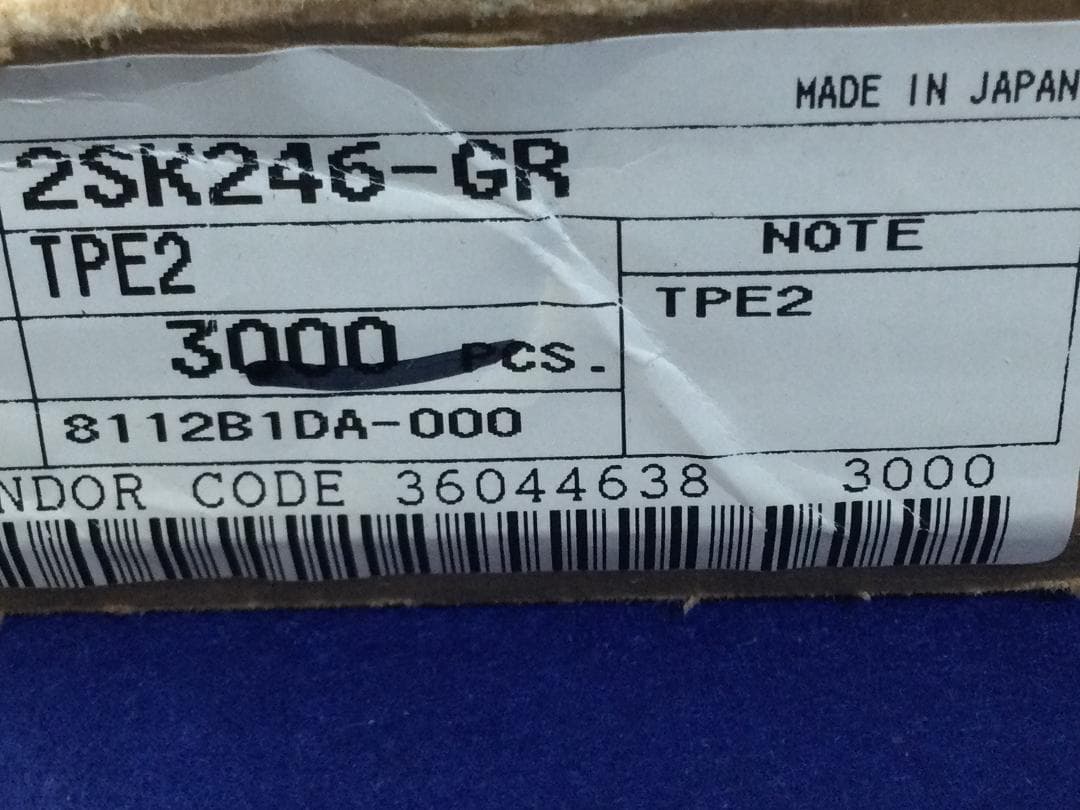 MADE IN JAPAN
2SK246-GR
TPE2
NOTE
TPE2
3000 PCS.
8112B1DA-000
NDOR CODE 36044638 3000